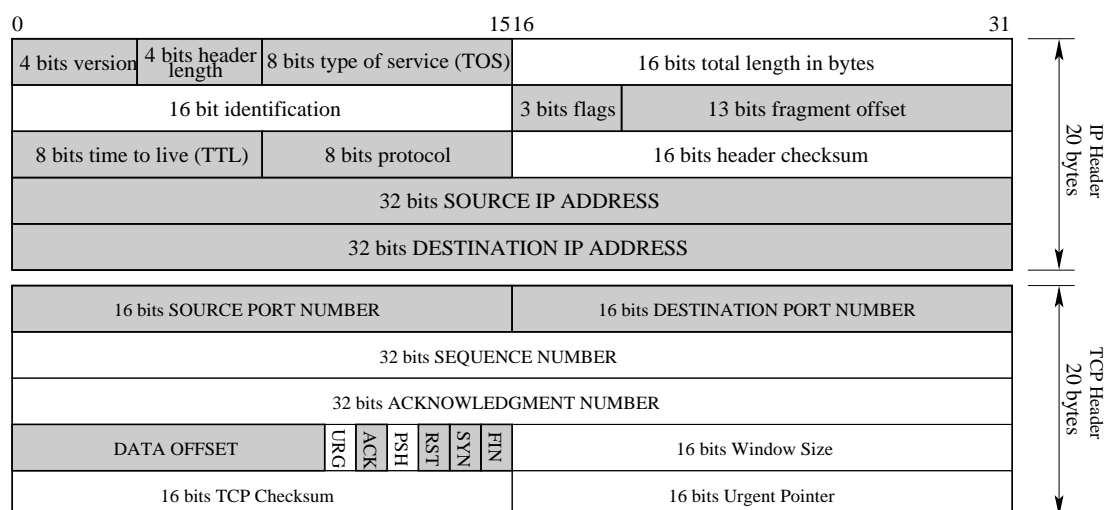 0 15 16 31
4 bits version 4 bits header length 8 bits type of service (TOS) 16 bits total length in bytes
16 bit identification 3 bits flags 13 bits fragment offset
8 bits time to live (TTL) 8 bits protocol 16 bits header checksum
32 bits SOURCE IP ADDRESS
32 bits DESTINATION IP ADDRESS
IP Header
20 bytes
16 bits SOURCE PORT NUMBER 16 bits DESTINATION PORT NUMBER
32 bits SEQUENCE NUMBER
32 bits ACKNOWLEDGMENT NUMBER
DATA OFFSET URG ACK PSH RST SYN FIN 16 bits Window Size
16 bits TCP Checksum 16 bits Urgent Pointer
TCP Header
20 bytes